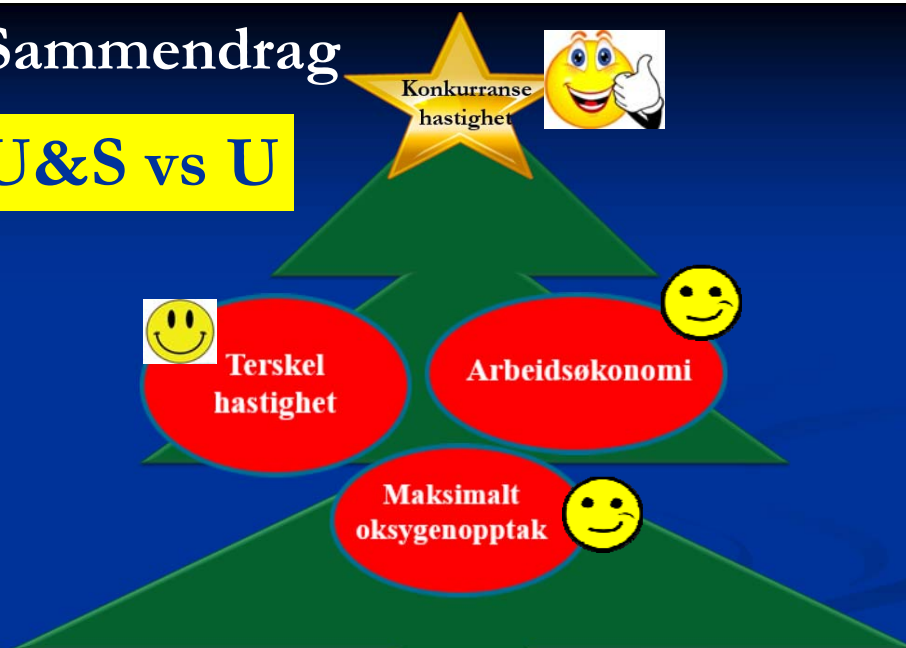 Sammendrag
U&S vs U
Konkurranse
hastighet
Terskel
hastighet
Arbeidsøkonomi
Maksimalt
oksygenopptak